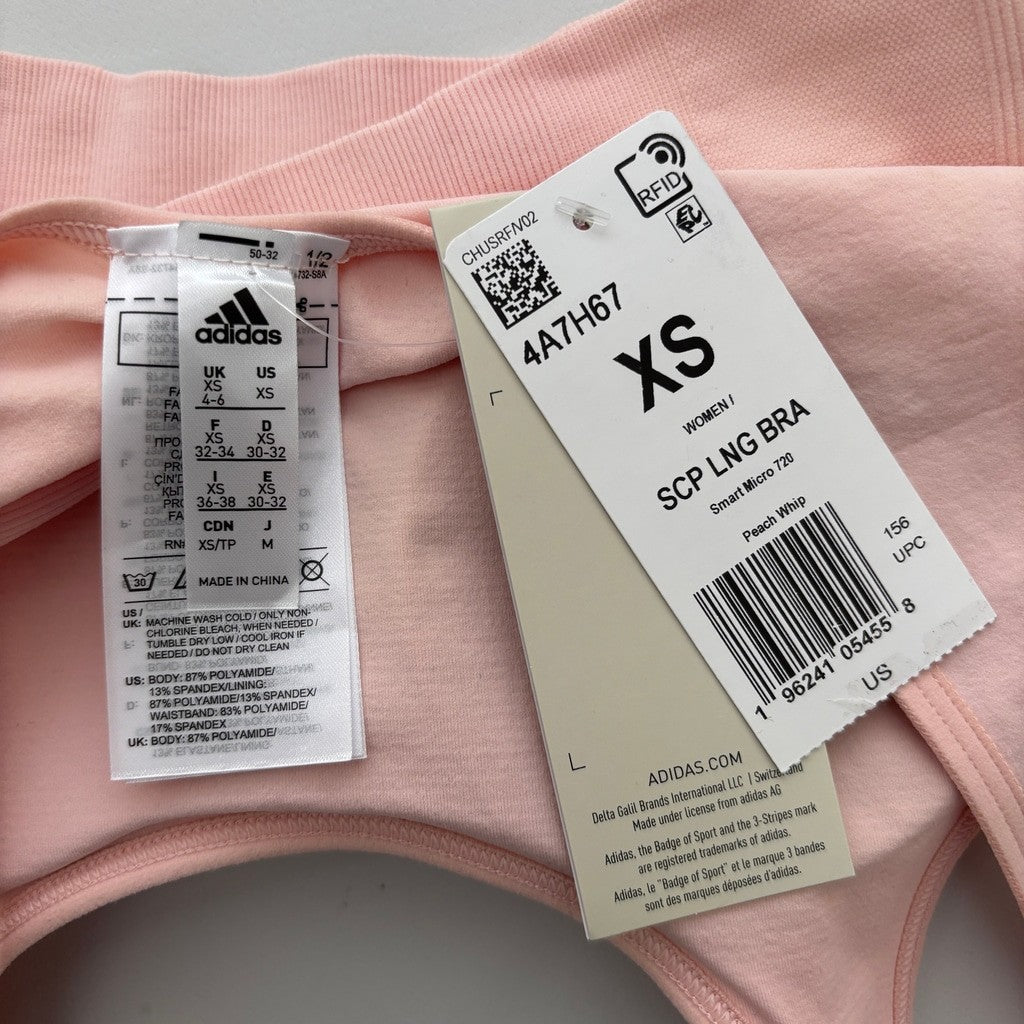 50-32
1/2
732-S8A
adidas
UK US
XS XS
4-6
F D
XS XS
32-34 30-32
I E
XS XS
36-38 30-32
CDN J
XS/TP M
MADE IN CHINA
30
US /
UK: MACHINE WASH COLD / ONLY NON-
CHLORINE BLEACH, WHEN NEEDED /
TUMBLE DRY LOW / COOL IRON IF
NEEDED / DO NOT DRY CLEAN
US: BODY: 87% POLYAMIDE/
13% SPANDEX/LINING:
87% POLYAMIDE/13% SPANDEX/
WAISTBAND: 83% POLYAMIDE/
17% SPANDEX
UK: BODY: 87% POLYAMIDE/
RFID
CHUSRF/V02
4A7H67
XS
WOMEN /
SCP LNG BRA
Smart Micro 720
Peach Whip
156
UPC
1 96241 05455 8
US
ADIDAS.COM
Delta Galil Brands International LLC | Switzerland
Made under license from adidas AG
Adidas, the Badge of Sport and the 3-Stripes mark
are registered trademarks of adidas.
Adidas, le "Badge of Sport" et le marque 3 bandes
sont des marques déposées d'adidas.